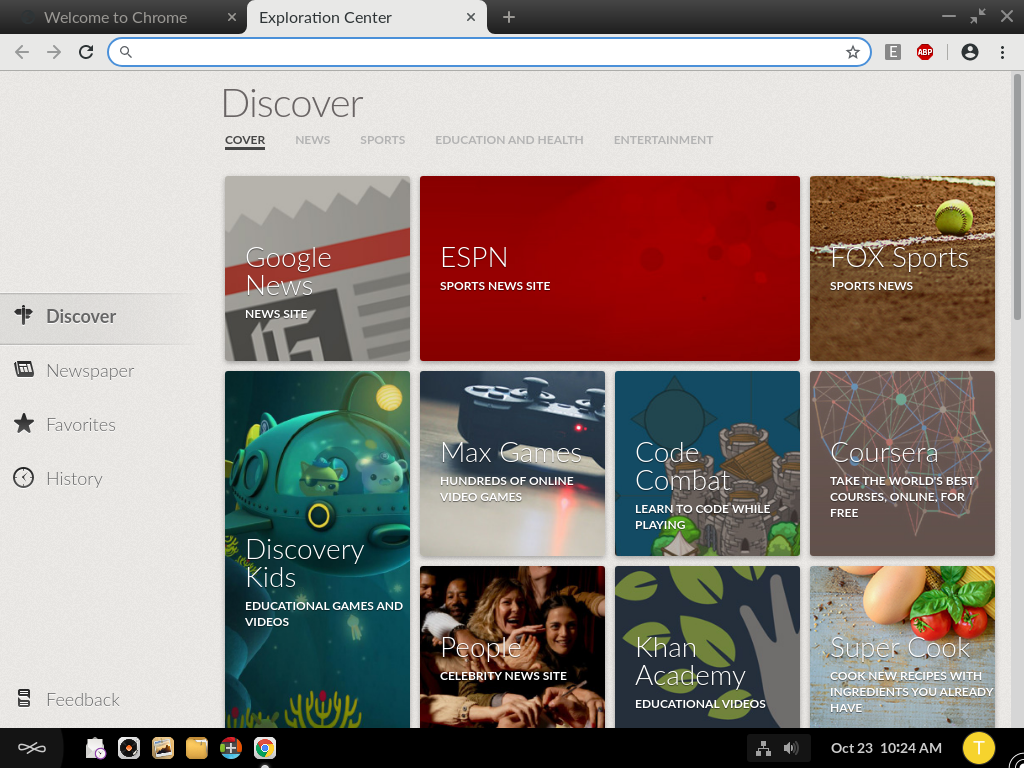 Welcome to Chrome
Exploration Center
E
ABP
Discover
COVER
NEWS
SPORTS
EDUCATION AND HEALTH
ENTERTAINMENT
Google
News
NEWS SITE
ESPN
SPORTS NEWS SITE
FOX Sports
SPORTS NEWS
Discover
Newspaper
Favorites
History
Feedback
Discovery
Kids
EDUCATIONAL GAMES AND
VIDEOS
Max Games
HUNDREDS OF ONLINE
VIDEO GAMES
Code
Combat
LEARN TO CODE WHILE
PLAYING
Coursera
TAKE THE WORLD'S BEST
COURSES, ONLINE, FOR
FREE
People
CELEBRITY NEWS SITE
Khan
Academy
EDUCATIONAL VIDEOS
Super Cook
COOK NEW RECIPES WITH
INGREDIENTS YOU ALREADY
HAVE
Oct 23 10:24 AM
T